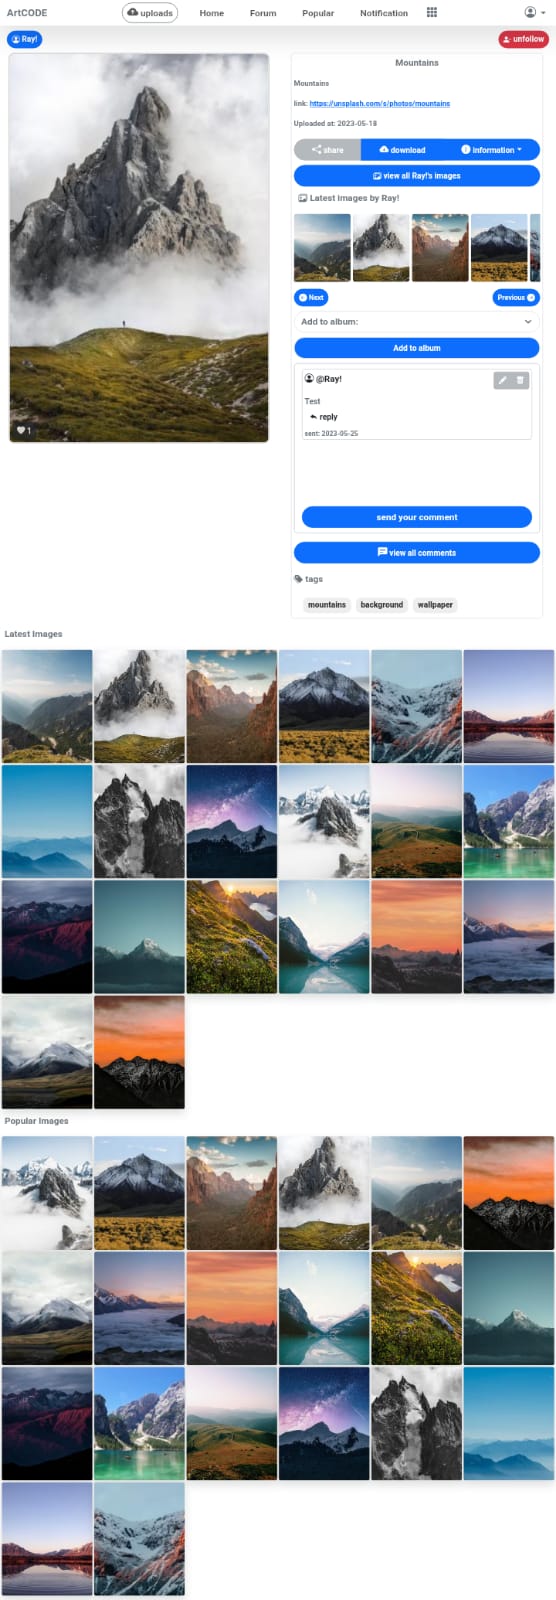 ArtCODE uploads Home Forum Popular Notification
Ray! unfollow
Mountains
Mountains
link: https://unsplash.com/s/photos/mountains
Uploaded at: 2023-05-18
share download information
view all Ray!'s images
Latest images by Ray!
Next Previous
Add to album:
Add to album
@Ray!
Test
reply
sent: 2023-05-25
1
send your comment
view all comments
tags
mountains background wallpaper
Latest Images
Popular Images